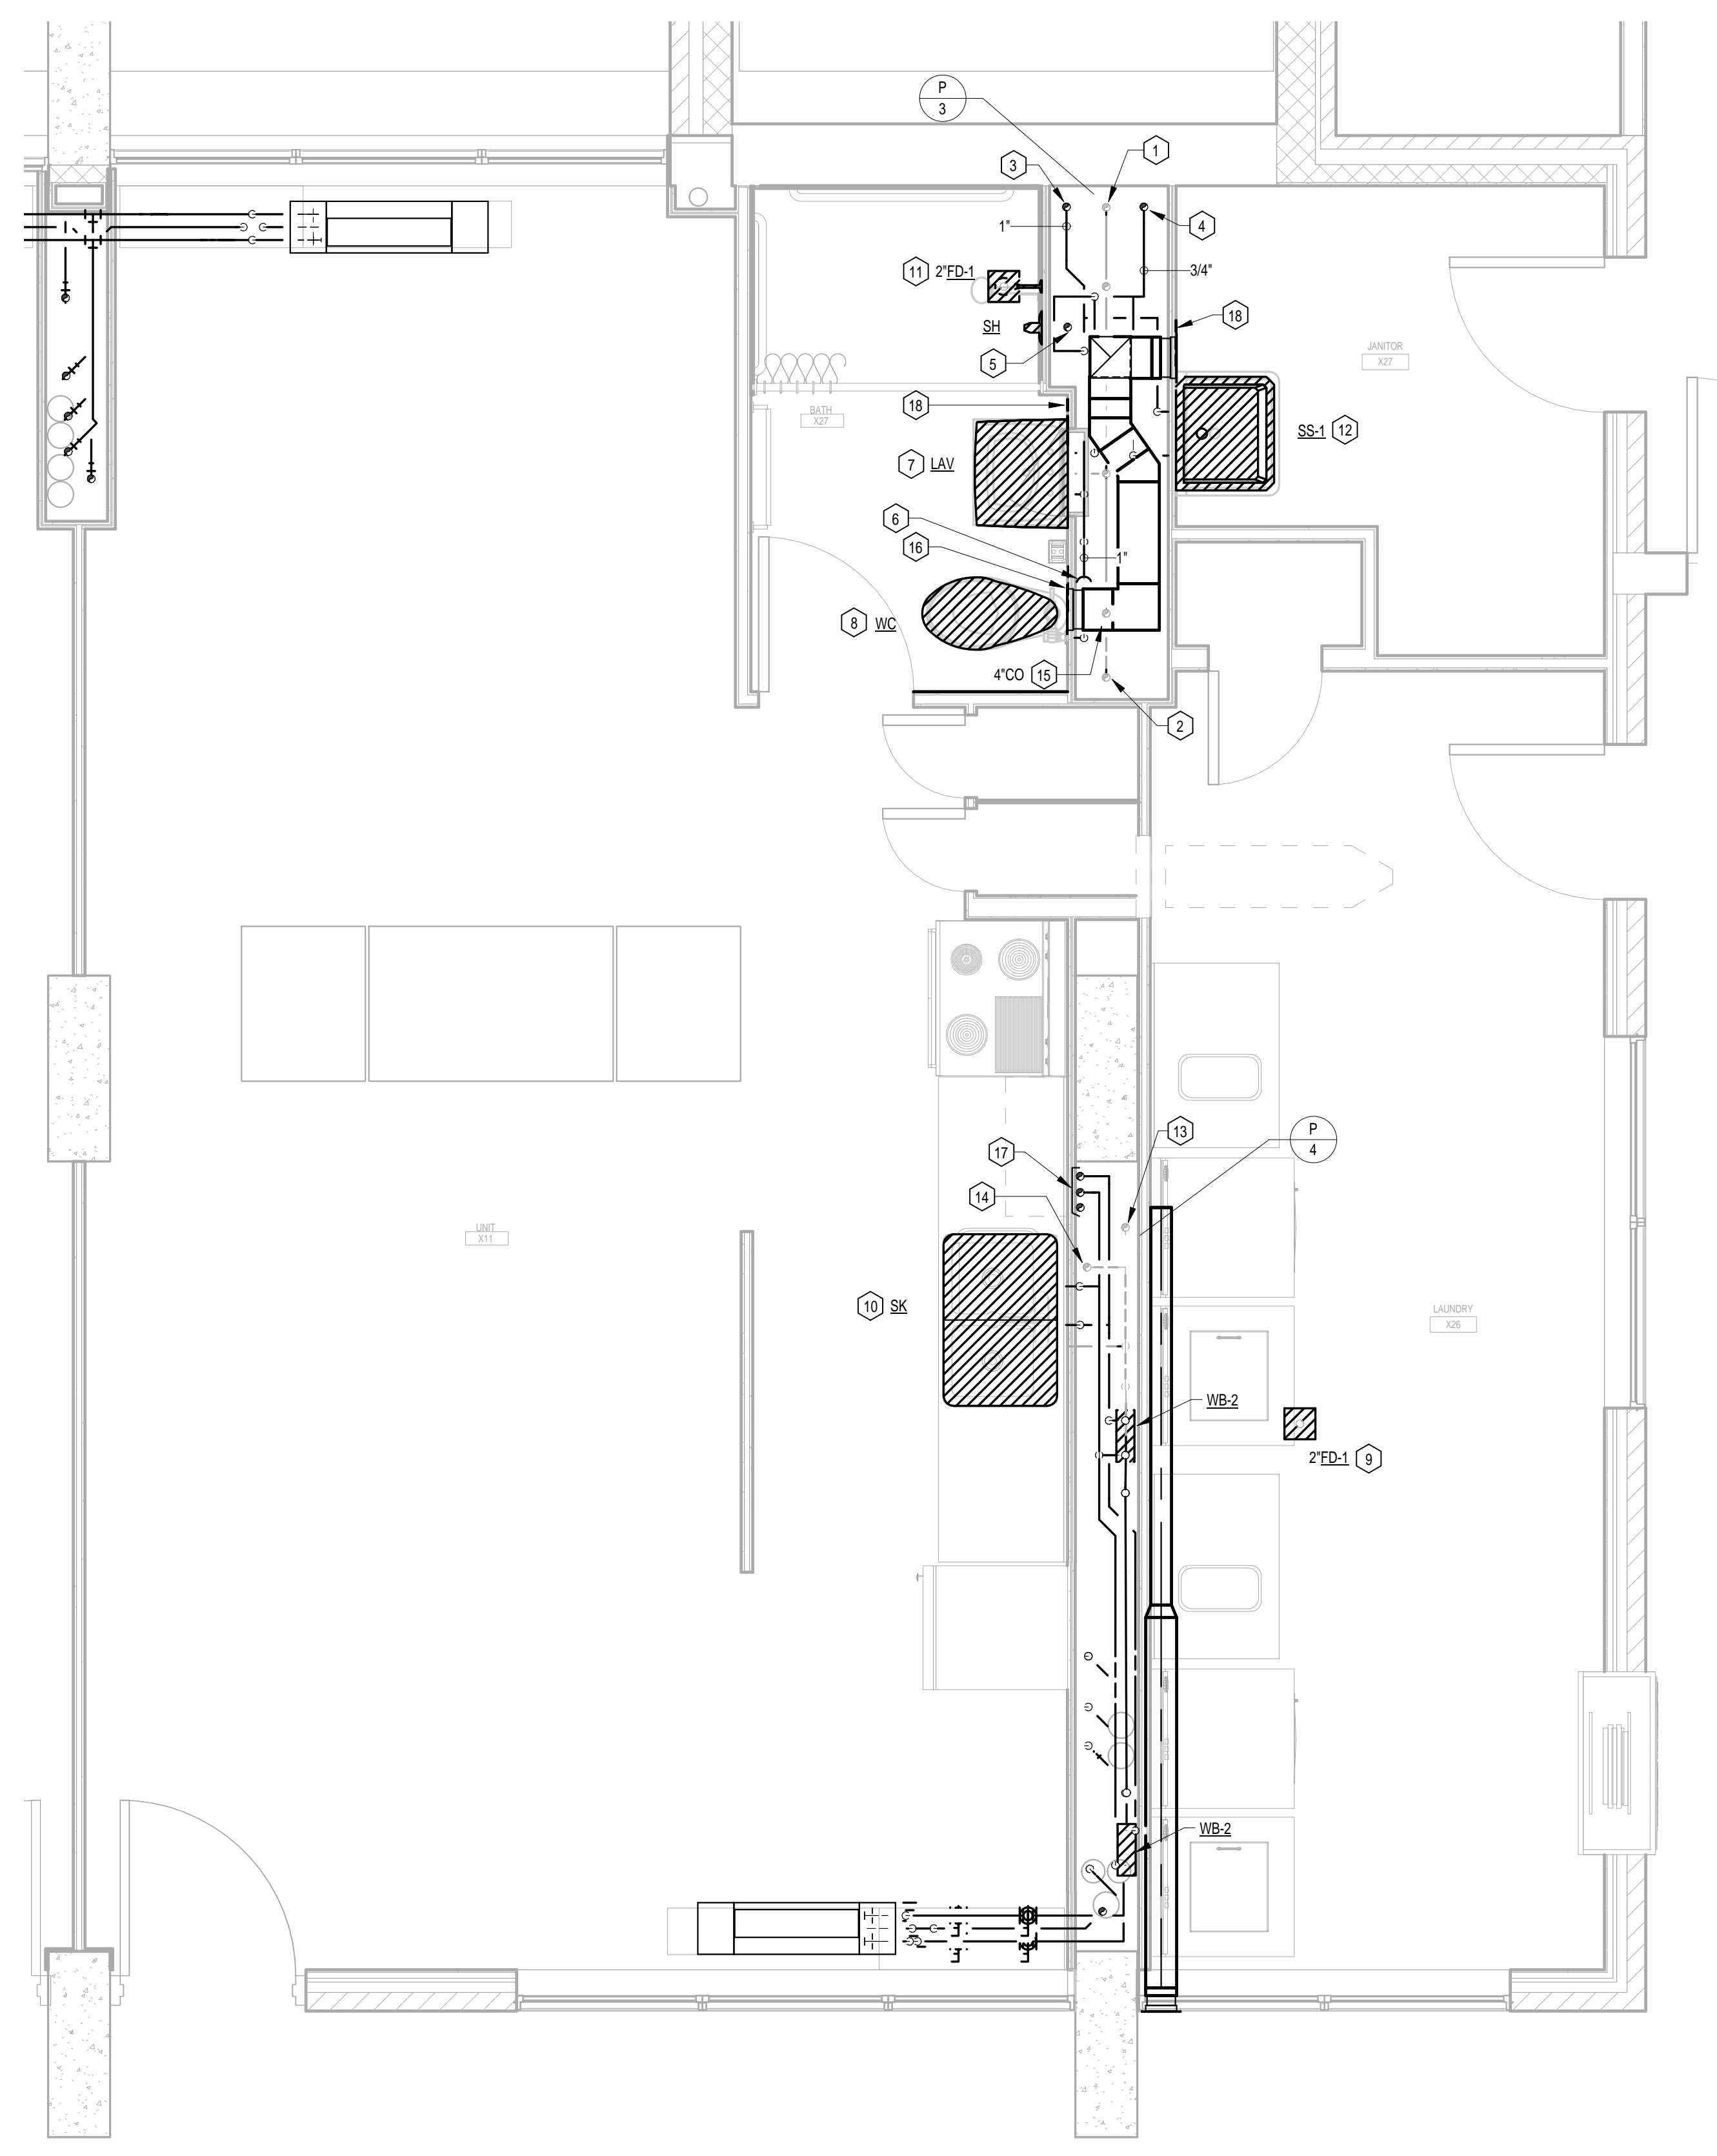 P
3
1
3
4
1"
11 2"FD-1
3/4"
SH
18
5
JANITOR
X27
18
BATH
X27
SS-1 12
7 LAV
6
16
1"
8 WC
4"CO 15
2
13
P
4
17
14
UNIT
X11
10 SK
LAUNDRY
X26
WB-2
2"FD-1 9
WB-2